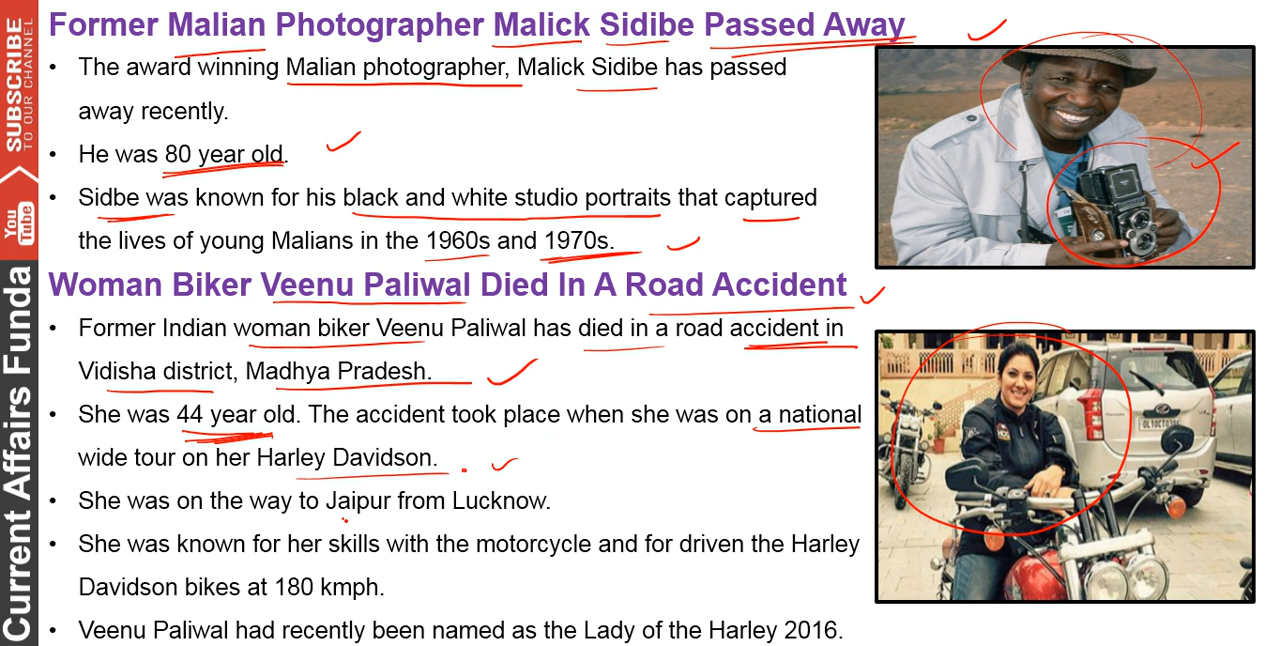 SUBSCRIBE
TO OUR CHANNEL
YouTube
Current Affairs Funda
Former Malian Photographer Malick Sidibe Passed Away
• The award winning Malian photographer, Malick Sidibe has passed
away recently.
• He was 80 year old.
• Sidbe was known for his black and white studio portraits that captured
the lives of young Malians in the 1960s and 1970s.
Woman Biker Veenu Paliwal Died In A Road Accident
• Former Indian woman biker Veenu Paliwal has died in a road accident in
Vidisha district, Madhya Pradesh.
• She was 44 year old. The accident took place when she was on a national
wide tour on her Harley Davidson.
• She was on the way to Jaipur from Lucknow.
• She was known for her skills with the motorcycle and for driven the Harley
Davidson bikes at 180 kmph.
• Veenu Paliwal had recently been named as the Lady of the Harley 2016.